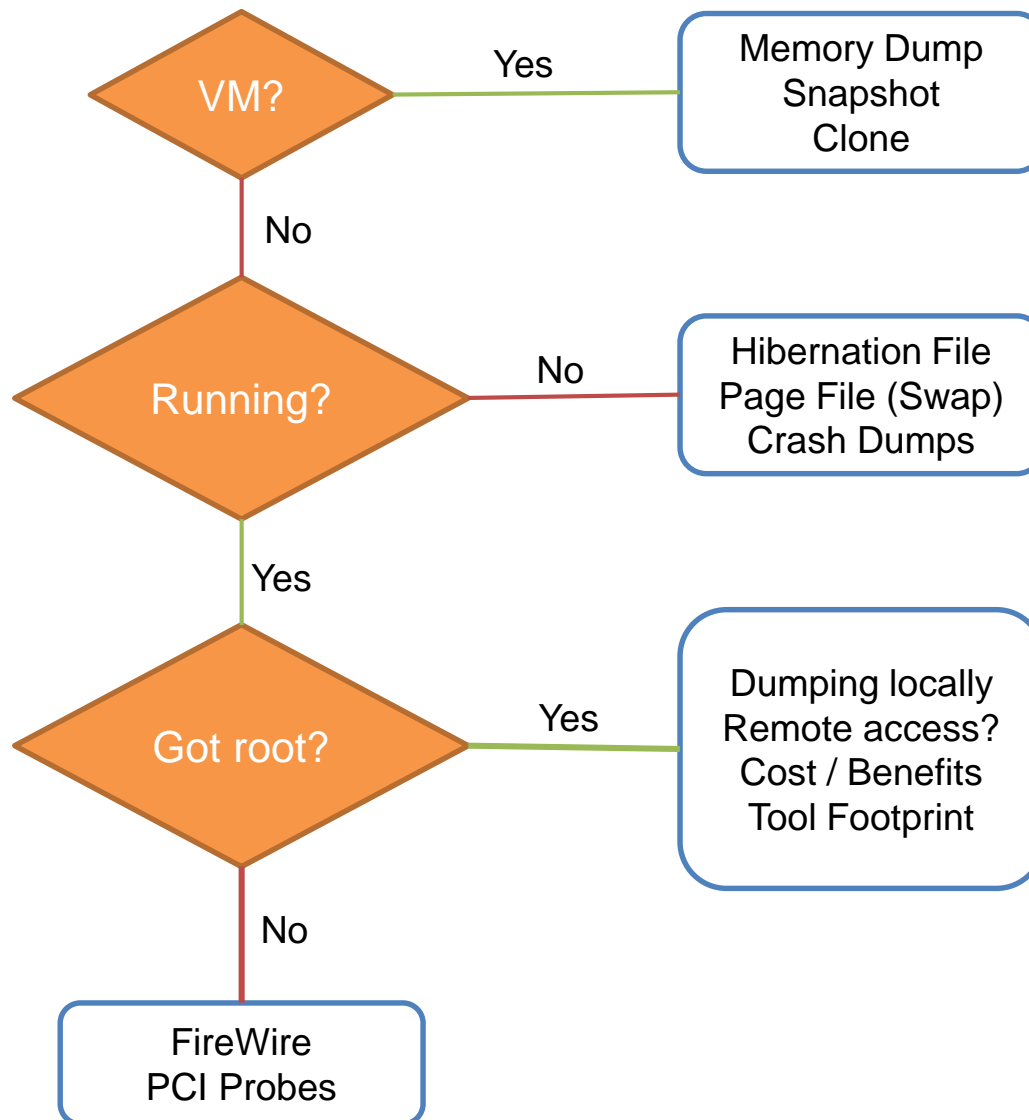 VM?
Yes
Memory Dump
Snapshot
Clone
No
Running?
No
Hibernation File
Page File (Swap)
Crash Dumps
Yes
Got root?
Yes
Dumping locally
Remote access?
Cost / Benefits
Tool Footprint
No
FireWire
PCI Probes